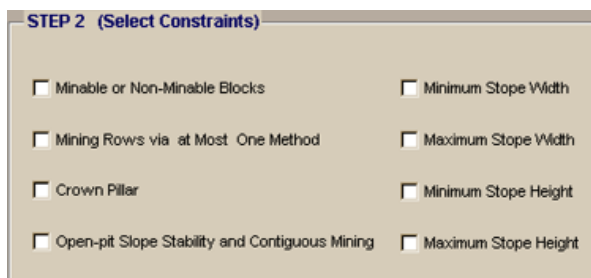 STEP 2 (Select Constraints)
Minable or Non-Minable Blocks
Minimum Stope Width
Mining Rows via at Most One Method
Maximum Stope Width
Crown Pillar
Minimum Stope Height
Open-pit Slope Stability and Contiguous Mining
Maximum Stope Height